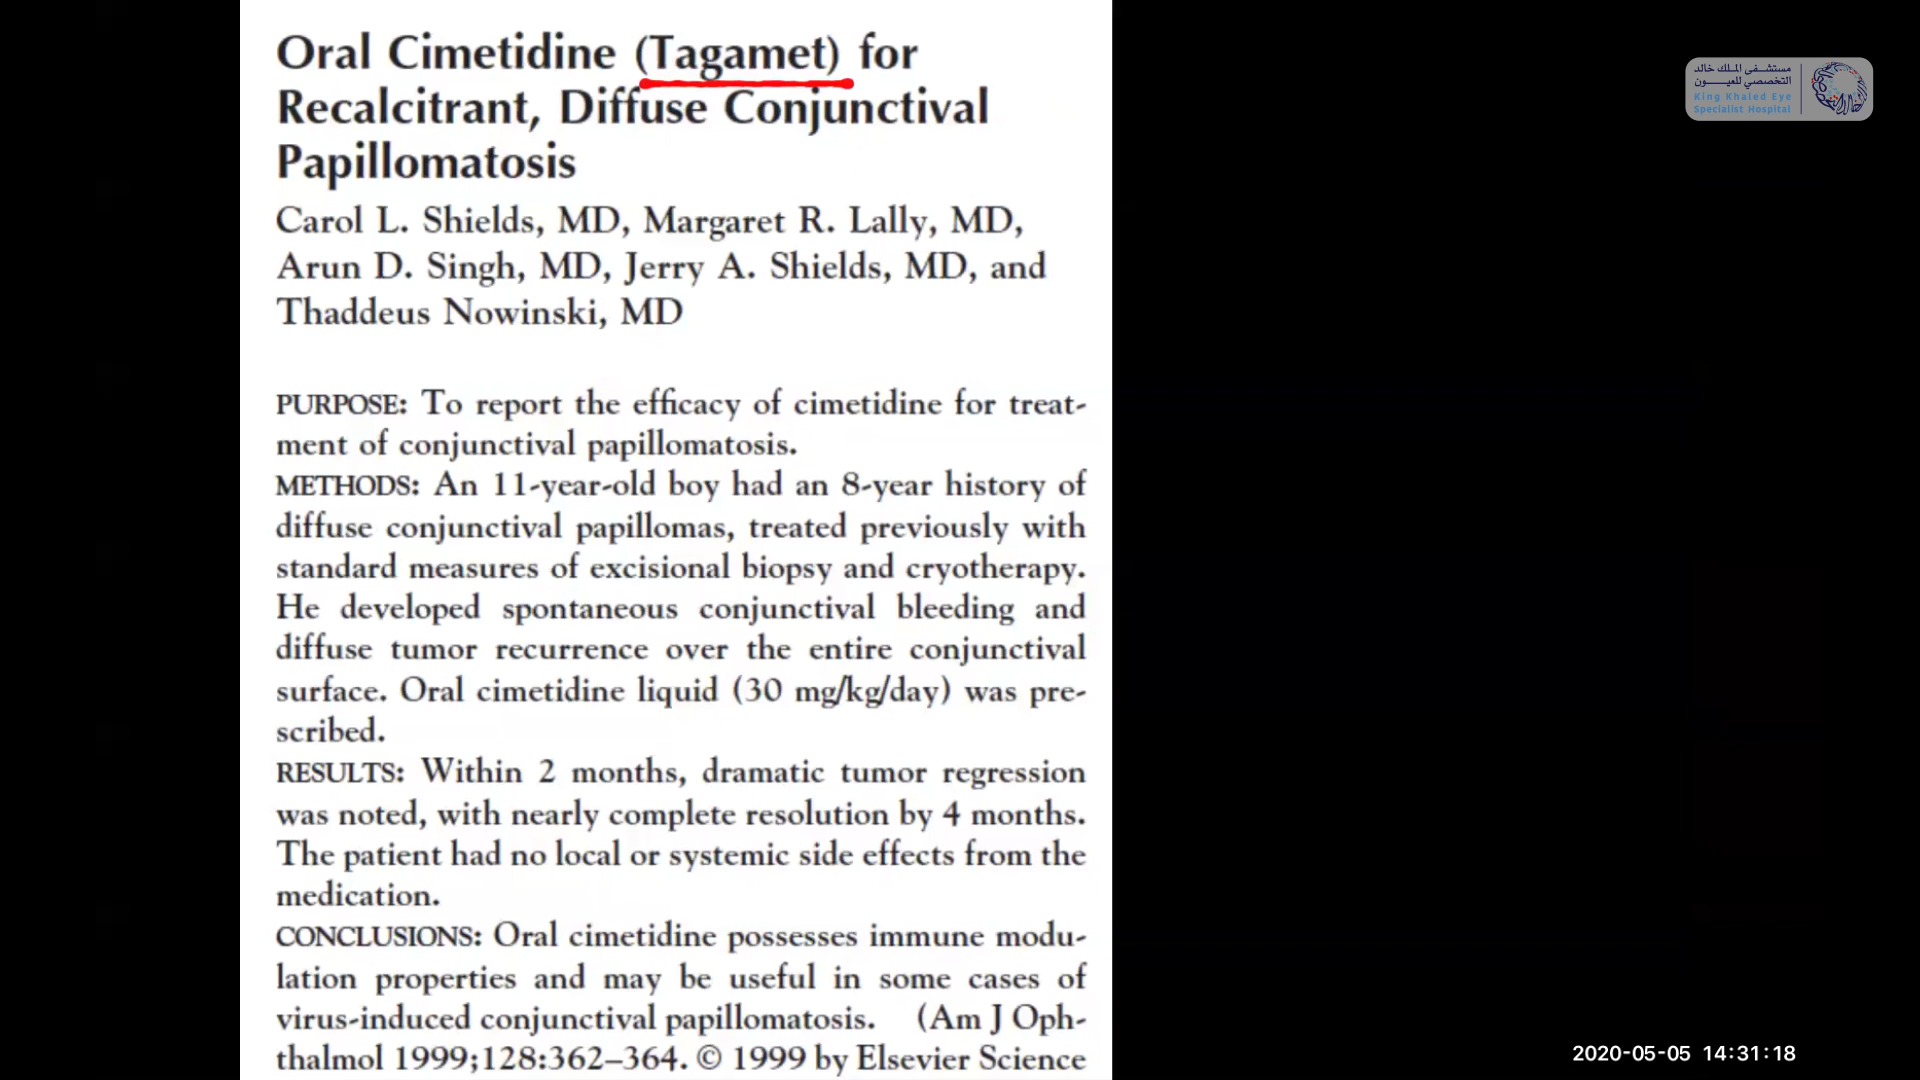 Oral Cimetidine (Tagamet) for
Recalcitrant, Diffuse Conjunctival
Papillomatosis
Carol L. Shields, MD, Margaret R. Lally, MD,
Arun D. Singh, MD, Jerry A. Shields, MD, and
Thaddeus Nowinski, MD
PURPOSE: To report the efficacy of cimetidine for treat-
ment of conjunctival papillomatosis.
METHODS: An 11-year-old boy had an 8-year history of
diffuse conjunctival papillomas, treated previously with
standard measures of excisional biopsy and cryotherapy.
He developed spontaneous conjunctival bleeding and
diffuse tumor recurrence over the entire conjunctival
surface. Oral cimetidine liquid (30 mg/kg/day) was pre-
scribed.
RESULTS: Within 2 months, dramatic tumor regression
was noted, with nearly complete resolution by 4 months.
The patient had no local or systemic side effects from the
medication.
CONCLUSIONS: Oral cimetidine possesses immune modu-
lation properties and may be useful in some cases of
virus-induced conjunctival papillomatosis. (Am J Oph-
thalmol 1999;128:362–364. © 1999 by Elsevier Science
مستشفى الملك خالد
التخصصي للعيون
King Khaled Eye
Specialist Hospital
2020-05-05 14:31:18